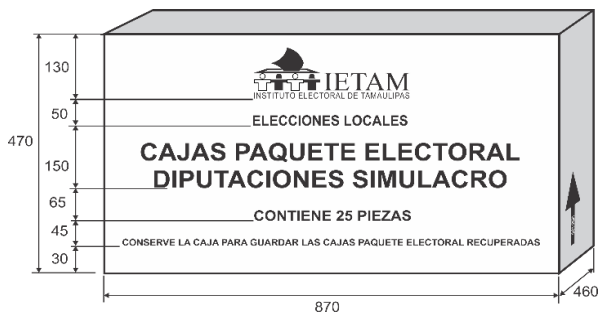 IETAM
INSTITUTO ELECTORAL DE TAMAULIPAS
ELECCIONES LOCALES
CAJAS PAQUETE ELECTORAL
DIPUTACIONES SIMULACRO
CONTIENE 25 PIEZAS
CONSERVE LA CAJA PARA GUARDAR LAS CAJAS PAQUETE ELECTORAL RECUPERADAS
470
130
50
150
65
45
30
870
460